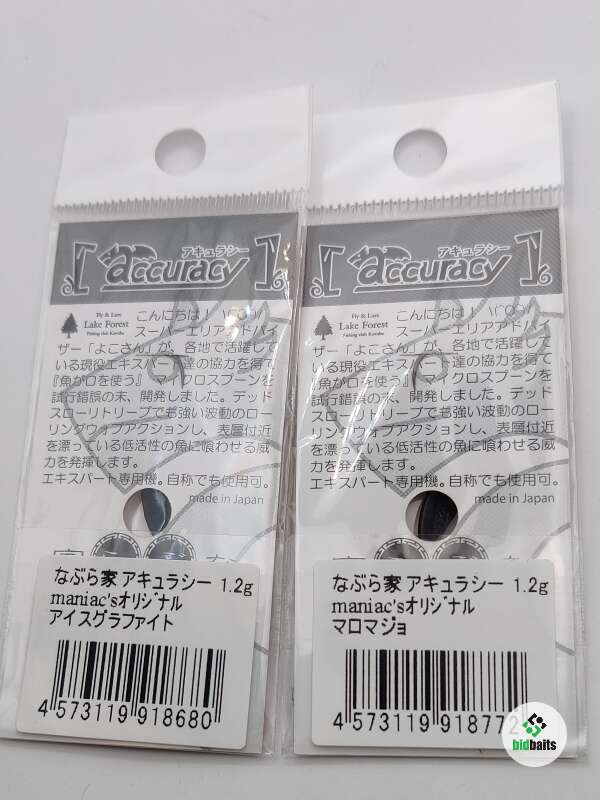 アキュラシー
accuracy
Fly & Lure
Lake Forest
Fishing club Kuroiba
こんにちは！ \(^O^)/
スーパーエリアアドバイ
ザー「よこさん」が、各地で活躍して
いる現役エキスパート達の協力を得て
『魚が口を使う』マイクロスプーンを
試行錯誤の末、開発しました。デッド
スローリトリーブでも強い波動のロー
リングウォブアクションし、表層付近
を漂っている低活性の魚に喰わせる威
力を発揮します。
エキスパート専用機。自称でも使用可。
made in Japan
なぶら家 アキュラシー 1.2g
maniac'sオリジナル
アイスグラファイト
4 573119 918680
アキュラシー
accuracy
Fly & Lure
Lake Forest
こんにちは！ \(^O^)/
スーパーエリアアドバイ
ザー「よこさん」が、各地で活躍して
いる現役エキスパート達の協力を得て
『魚が口を使う』マイクロスプーンを
試行錯誤の末、開発しました。デッド
スローリトリーブでも強い波動のロー
リングウォブアクションし、表層付近
を漂っている低活性の魚に喰わせる威
力を発揮します。
エキスパート専用機。自称でも使用可。
made in Japan
なぶら家 アキュラシー 1.2g
maniac'sオリジナル
マロマジョ
4 573119 918772
bidbaits